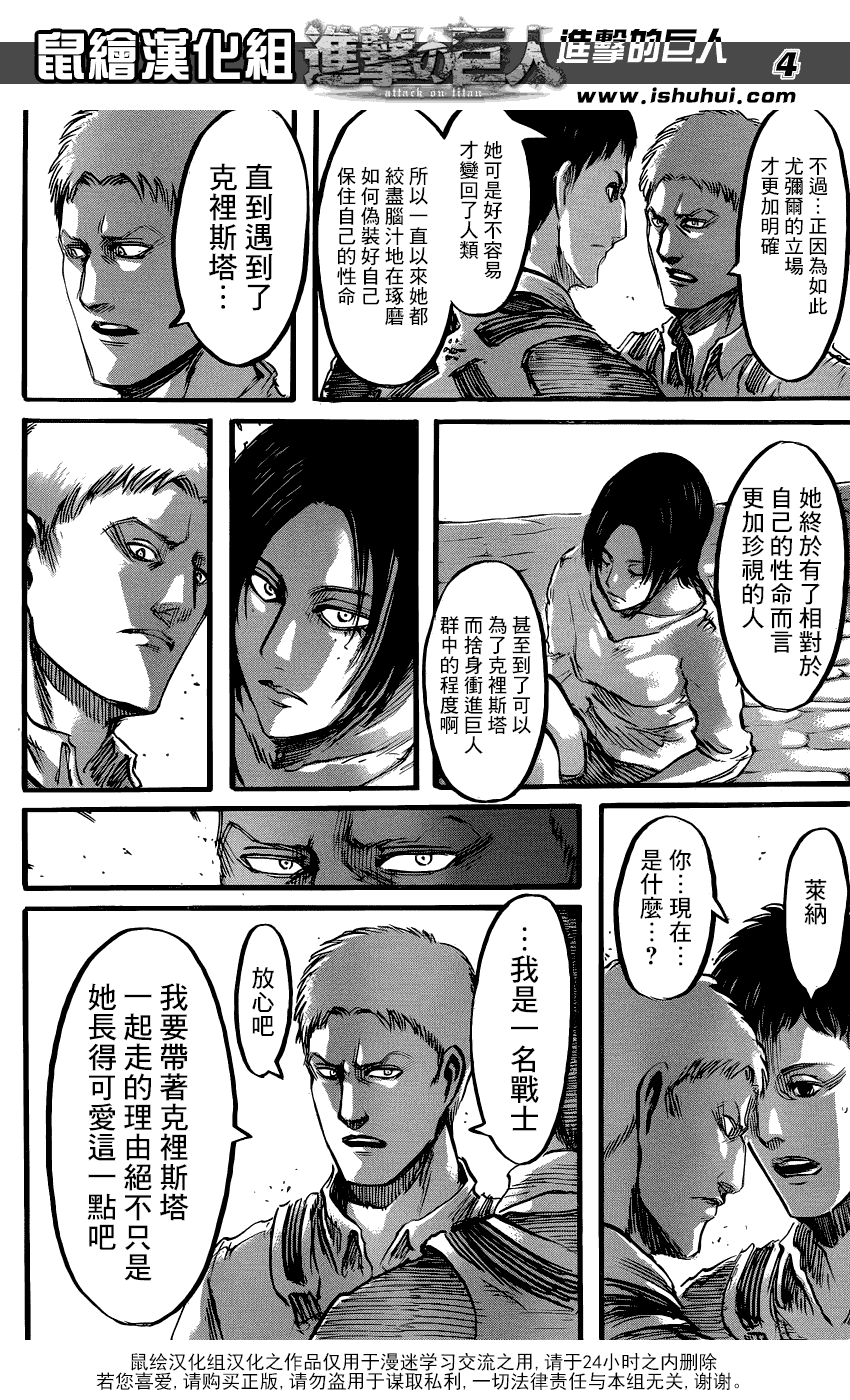 鼠繪漢化組
進撃の巨人
attack on titan
進擊的巨人
4
www.ishuhui.com
不過…正因為如此
尤彌爾的立場
才更加明確
她可是好不容易
才變回了人類
所以一直以來她都
絞盡腦汁地在琢磨
如何偽裝好自己
保住自己的性命
直到遇到了
克裡斯塔…
她終於有了相對於
自己的性命而言
更加珍視的人
甚至到了可以
為了克裡斯塔
而捨身衝進巨人
群中的程度啊
萊納
你…現在…
是什麼…?
…我是一名戰士
放心吧
我要帶著克裡斯塔
一起走的理由絕不只是
她長得可愛這一點吧
鼠绘汉化组汉化之作品仅用于漫迷学习交流之用,请于24小时之内删除
若您喜爱,请购买正版,请勿盗用于谋取私利,一切法律责任与本组无关,谢谢。